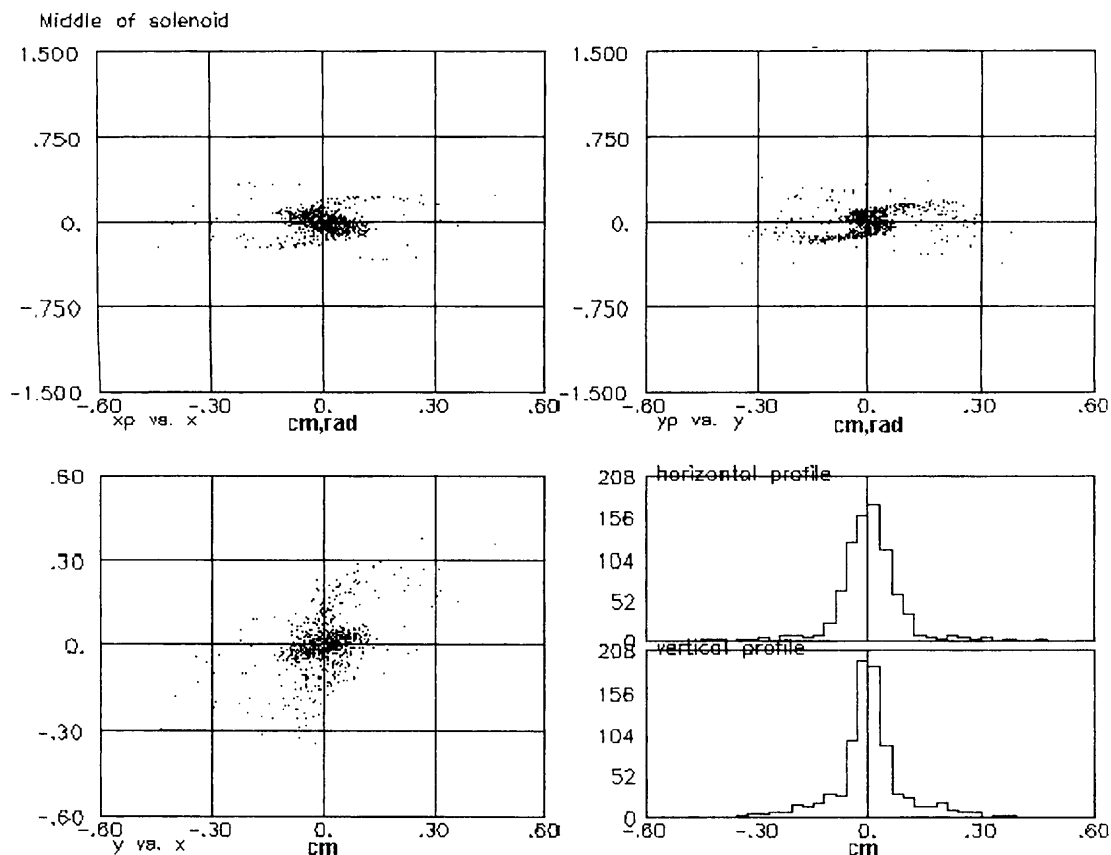 Middle of solenoid
1.500
.750
0.
-.750
-1.500
-.60 -.30 0. .30 .60
xp vs. x cm,rad
1.500
.750
0.
-.750
-1.500
-.60 -.30 0. .30 .60
yp vs. y cm,rad
.60
.30
0.
-.30
-.60
-.60 -.30 0. .30 .60
y vs. x cm
horizontal profile
208
156
104
52
0
vertical profile
208
156
104
52
0
-.60 -.30 0. .30 .60
cm